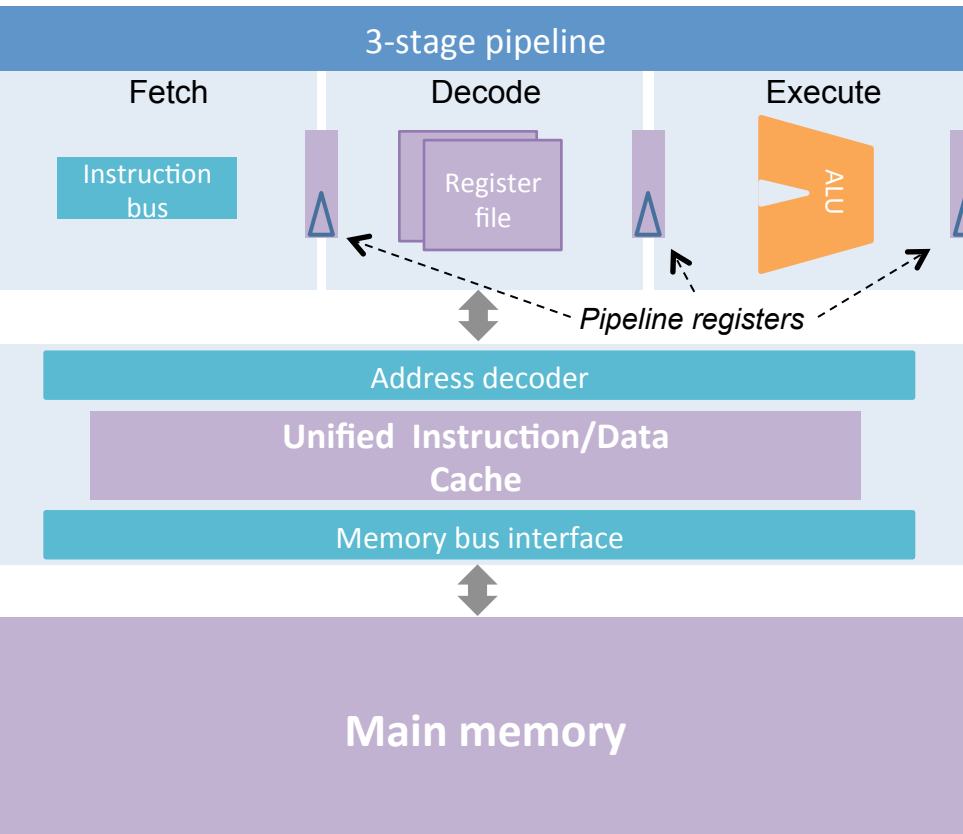 3-stage pipeline
Fetch
Decode
Execute
Instruction
bus
Register
file
ALU
Pipeline registers
Address decoder
Unified Instruction/Data
Cache
Memory bus interface
Main memory